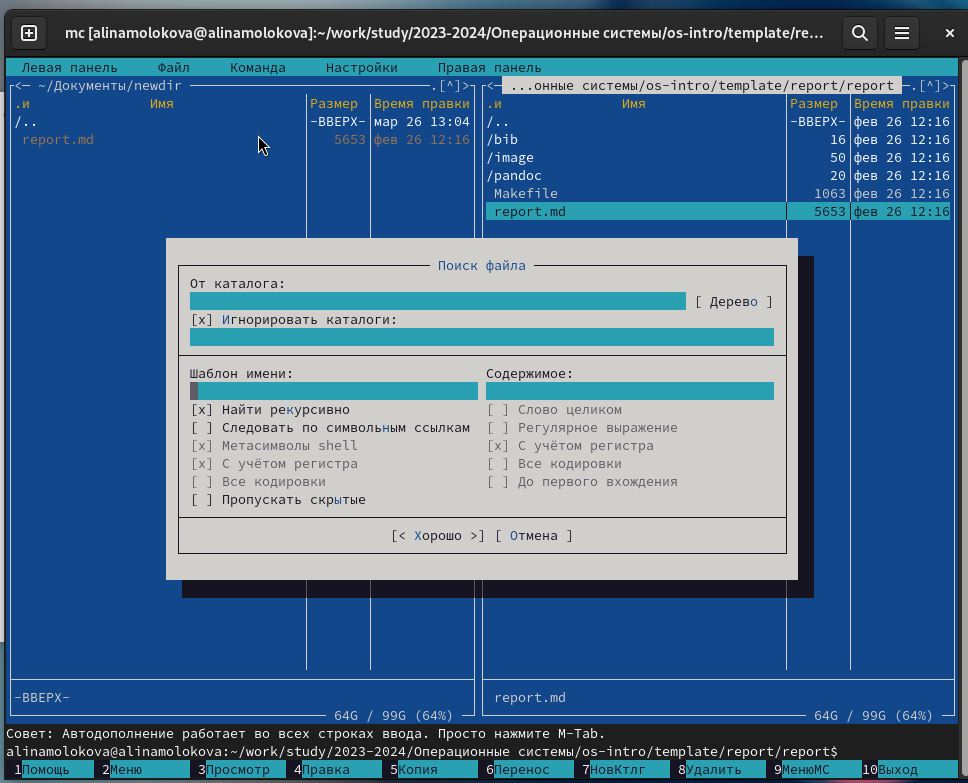 mc [alinamolokova@alinamolokova]:~/work/study/2023-2024/Операционные системы/os-intro/template/re...
Левая панель Файл Команда Настройки Правая панель
<— ~/Документы/newdir .[^]> <— ...онные системы/os-intro/template/report/report .[^]>
.и Имя Размер Время правки .и Имя Размер Время правки
/.. -ВВЕРХ- мар 26 13:04 /.. -ВВЕРХ- фев 26 12:16
report.md 5653 фев 26 12:16 /bib 16 фев 26 12:16
/image 50 фев 26 12:16
/pandoc 20 фев 26 12:16
Makefile 1063 фев 26 12:16
report.md 5653 фев 26 12:16
Поиск файла
От каталога:
[ Дерево ]
[x] Игнорировать каталоги:
Шаблон имени: Содержимое:
[x] Найти рекурсивно [ ] Слово целиком
[ ] Следовать по символьным ссылкам [ ] Регулярное выражение
[x] Метасимволы shell [x] С учётом регистра
[x] С учётом регистра [ ] Все кодировки
[ ] Все кодировки [ ] До первого вхождения
[ ] Пропускать скрытые
[< Хорошо >] [ Отмена ]
-ВВЕРХ- report.md
64G / 99G (64%) 64G / 99G (64%)
Совет: Автодополнение работает во всех строках ввода. Просто нажмите M-Tab.
alinamolokova@alinamolokova:~/work/study/2023-2024/Операционные системы/os-intro/template/report/report$
1Помощь 2Меню 3Просмотр 4Правка 5Копия 6Перенос 7НовКтлг 8Удалить 9МенюМС 10Выход